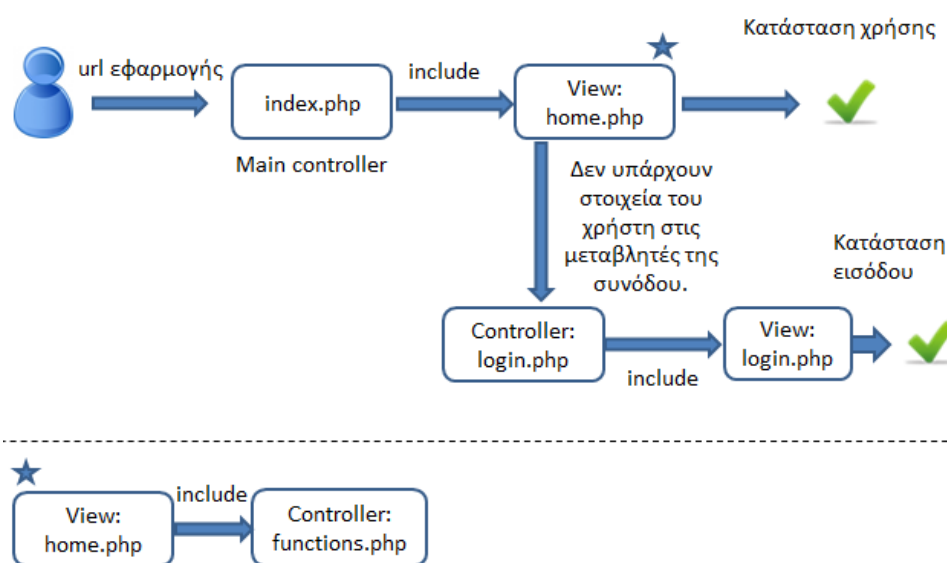 Κατάσταση χρήσης
url εφαρμογής
include
index.php
View:
home.php
Main controller
Δεν υπάρχουν
στοιχεία του
χρήστη στις
μεταβλητές της
συνόδου.
Κατάσταση
εισόδου
Controller:
login.php
include
View:
login.php
View:
home.php
include
Controller:
functions.php